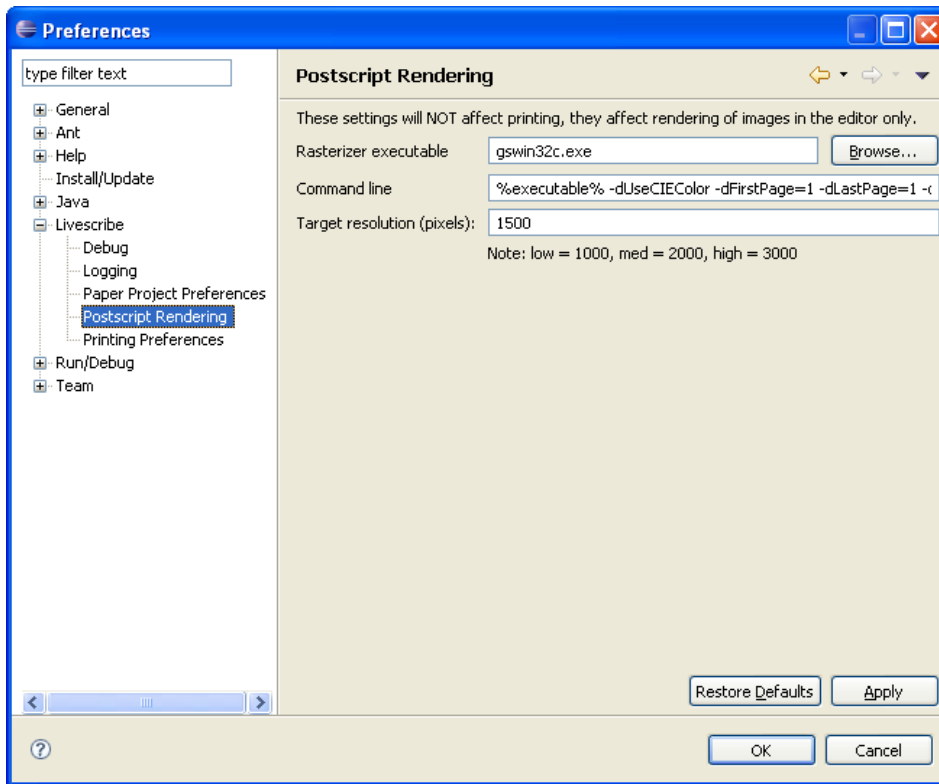 Preferences
type filter text
General
Ant
Help
Install/Update
Java
Livescribe
Debug
Logging
Paper Project Preferences
Postscript Rendering
Printing Preferences
Run/Debug
Team
Postscript Rendering
These settings will NOT affect printing, they affect rendering of images in the editor only.
Rasterizer executable gswin32c.exe Browse...
Command line %executable% -dUseCIEColor -dFirstPage=1 -dLastPage=1
Target resolution (pixels): 1500
Note: low = 1000, med = 2000, high = 3000
Restore Defaults Apply
? OK Cancel